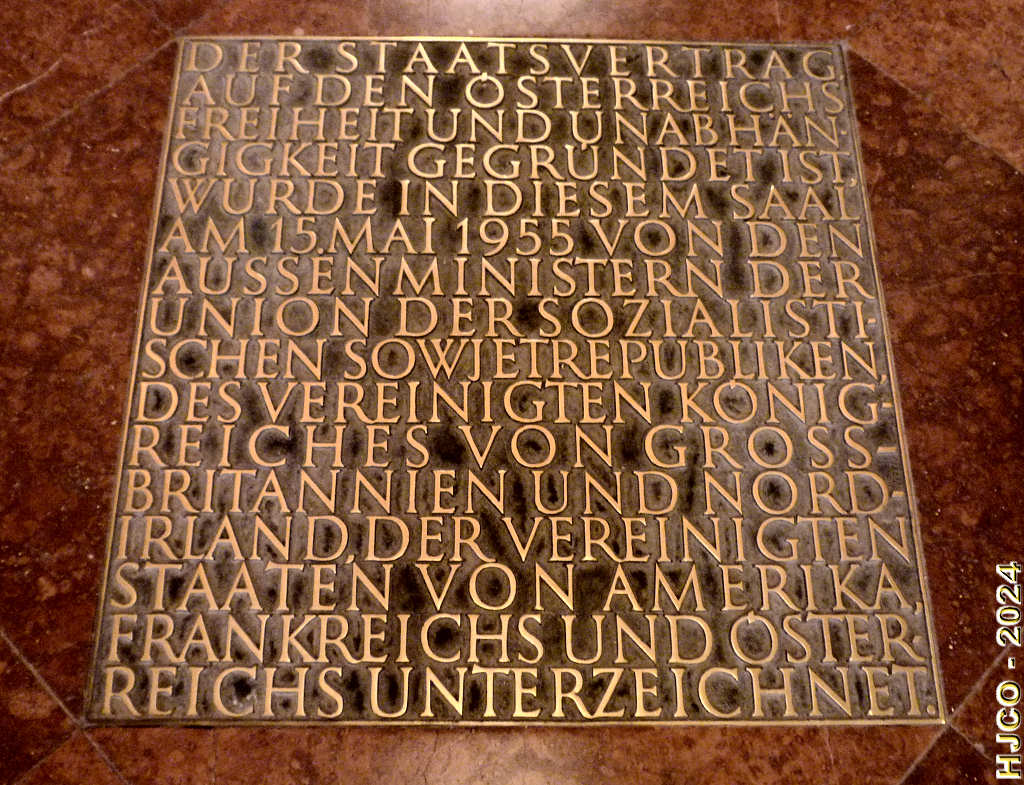 DER STAATSVERTRAG
AUF DEN ÖSTERREICHS
FREIHEIT UND UNABHÄN-
GIGKEIT GEGRÜNDET IST,
WURDE IN DIESEM SAAL
AM 15. MAI 1955 VON DEN
AUSSENMINISTERN DER
UNION DER SOZIALISTI-
SCHEN SOWJETREPUBLIKEN,
DES VEREINIGTEN KÖNIG-
REICHES VON GROSS-
BRITANNIEN UND NORD-
IRLAND, DER VEREINIGTEN
STAATEN VON AMERIKA,
FRANKREICHS UND ÖSTER-
REICHS UNTERZEICHNET.
HJCO - 2024